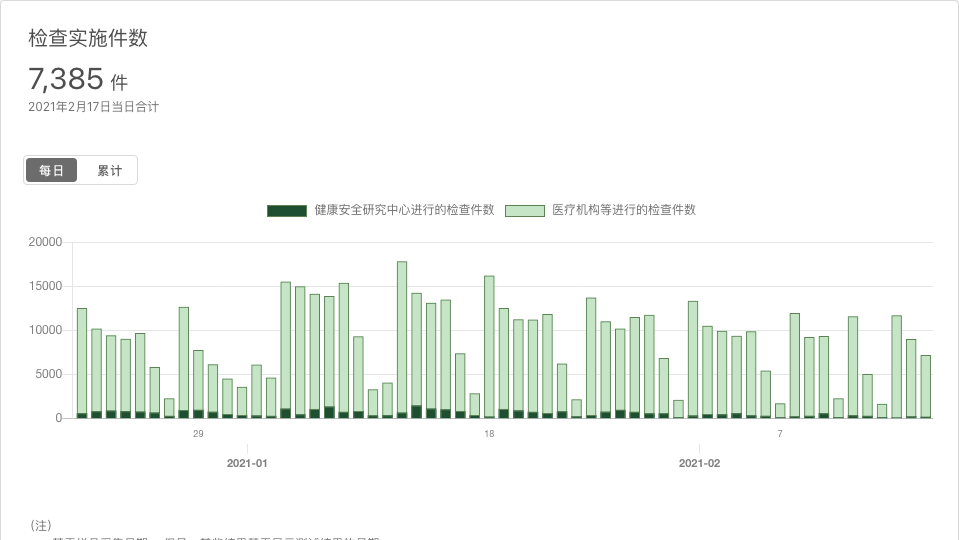 检查实施件数
7,385 件
2021年2月17日当日合计
每日 累计
健康安全研究中心进行的检查件数 医疗机构等进行的检查件数
20000
15000
10000
5000
0
29 18 7
2021-01 2021-02
(注)